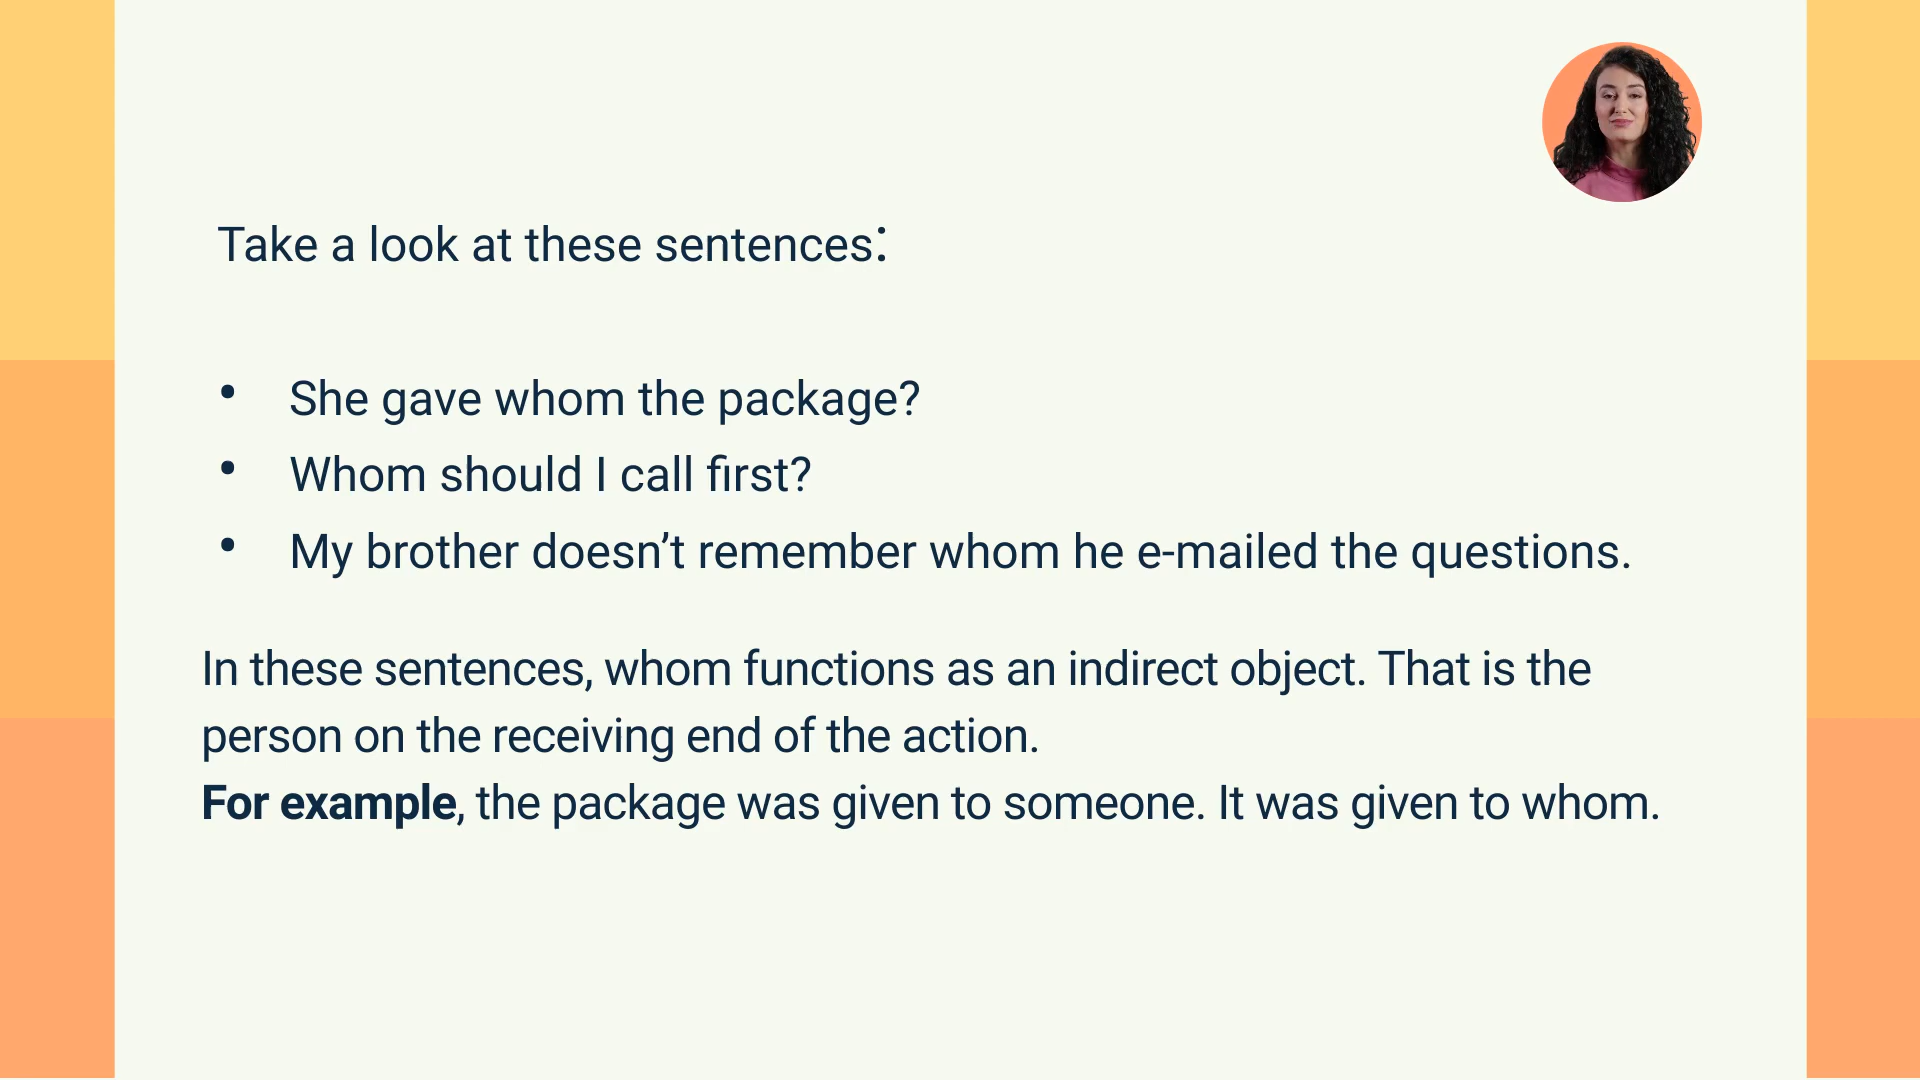 Take a look at these sentences:
• She gave whom the package?
• Whom should I call first?
• My brother doesn’t remember whom he e-mailed the questions.
In these sentences, whom functions as an indirect object. That is the
person on the receiving end of the action.
For example, the package was given to someone. It was given to whom.